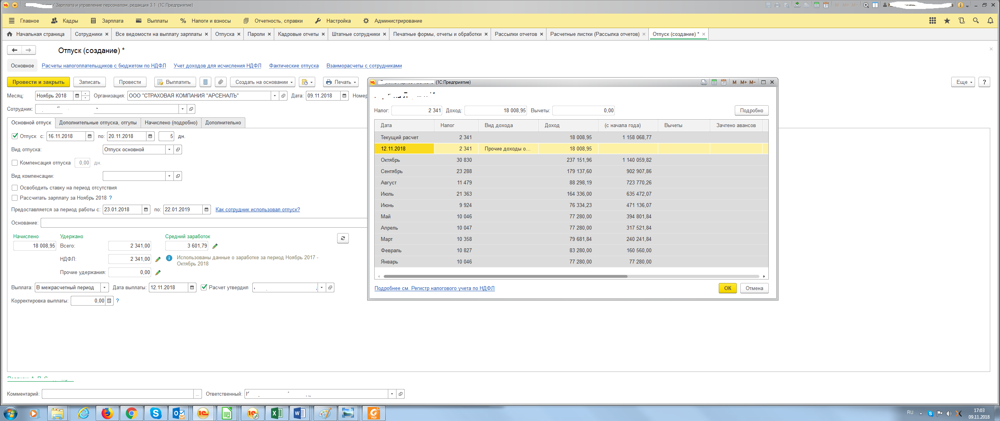 / Зарплата и управление персоналом, редакция 3.1 (1С:Предприятие)
M M+ M-
Главное Кадры Зарплата Выплаты % Налоги и взносы Отчетность, справки Настройка Администрирование
Начальная страница Сотрудники × Все ведомости на выплату зарплаты × Отпуска × Пароли × Кадровые отчеты × Штатные сотрудники × Печатные формы, отчеты и обработки × Рассылки отчетов × Расчетные листки (Рассылка отчетов) × Отпуск (создание) * ×
Отпуск (создание) *
Основное Расчеты налогоплательщиков с бюджетом по НДФЛ Учет доходов для исчисления НДФЛ Фактические отпуска Взаиморасчеты с сотрудниками
Провести и закрыть Записать Провести Выплатить Создать на основании Печать Еще ?
Месяц: Ноябрь 2018 Организация: ООО "СТРАХОВАЯ КОМПАНИЯ "АРСЕНАЛЪ" Дата: 09.11.2018 Номер
Сотрудник:
Основной отпуск Дополнительные отпуска, отгулы Начислено (подробно) Дополнительно
Отпуск с: 16.11.2018 по: 20.11.2018 5 дн.
Вид отпуска: Отпуск основной
Компенсация отпуска 0,00 дн.
Вид компенсации:
Освободить ставку на период отсутствия
Рассчитать зарплату за Ноябрь 2018 ?
Предоставляется за период работы с: 23.01.2018 по: 22.01.2019 Как сотрудник использовал отпуск?
Основание:
Начислено Удержано Средний заработок
18 008,95 Всего: 2 341,00 3 601,79
НДФЛ: 2 341,00 Использованы данные о заработке за период Ноябрь 2017 -
Октябрь 2018
Прочие удержания: 0,00
Выплата: В межрасчетный период Дата выплаты: 12.11.2018 Расчет утвердил
Корректировка выплаты: 0,00 ?
Комментарий: ... Ответственный:
(1С:Предприятие) M M+ M-
Налог: 2 341 Доход: 18 008,95 Вычеты: 0,00 Подробно
Дата Налог Вид дохода Доход (с начала года) Вычеты Зачтено авансов
Текущий расчет 2 341 18 008,95 1 158 068,77
12.11.2018 2 341 Прочие доходы о... 18 008,95
Октябрь 30 830 237 151,96 1 140 059,82
Сентябрь 23 288 179 137,60 902 907,86
Август 11 479 88 298,19 723 770,26
Июль 21 363 164 336,00 635 472,07
Июнь 9 924 76 334,23 471 136,07
Май 10 046 77 280,00 394 801,84
Апрель 10 047 77 280,00 317 521,84
Март 10 358 79 681,84 240 241,84
Февраль 10 827 83 280,00 160 560,00
Январь 10 046 77 280,00 77 280,00
Подробнее см. Регистр налогового учета по НДФЛ ОК Отмена
RU 17:03
09.11.2018